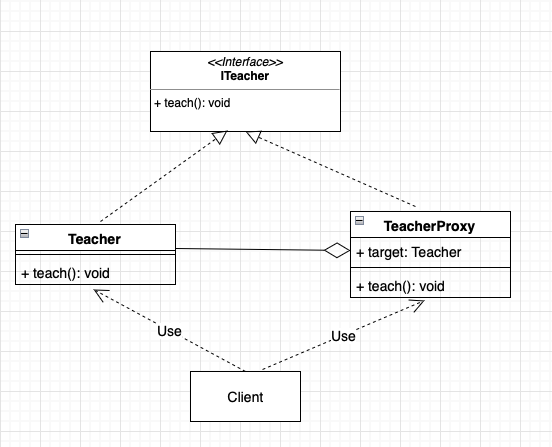 <<Interface>>
ITeacher
+ teach(): void
Teacher
+ teach(): void
TeacherProxy
+ target: Teacher
+ teach(): void
Use
Use
Client